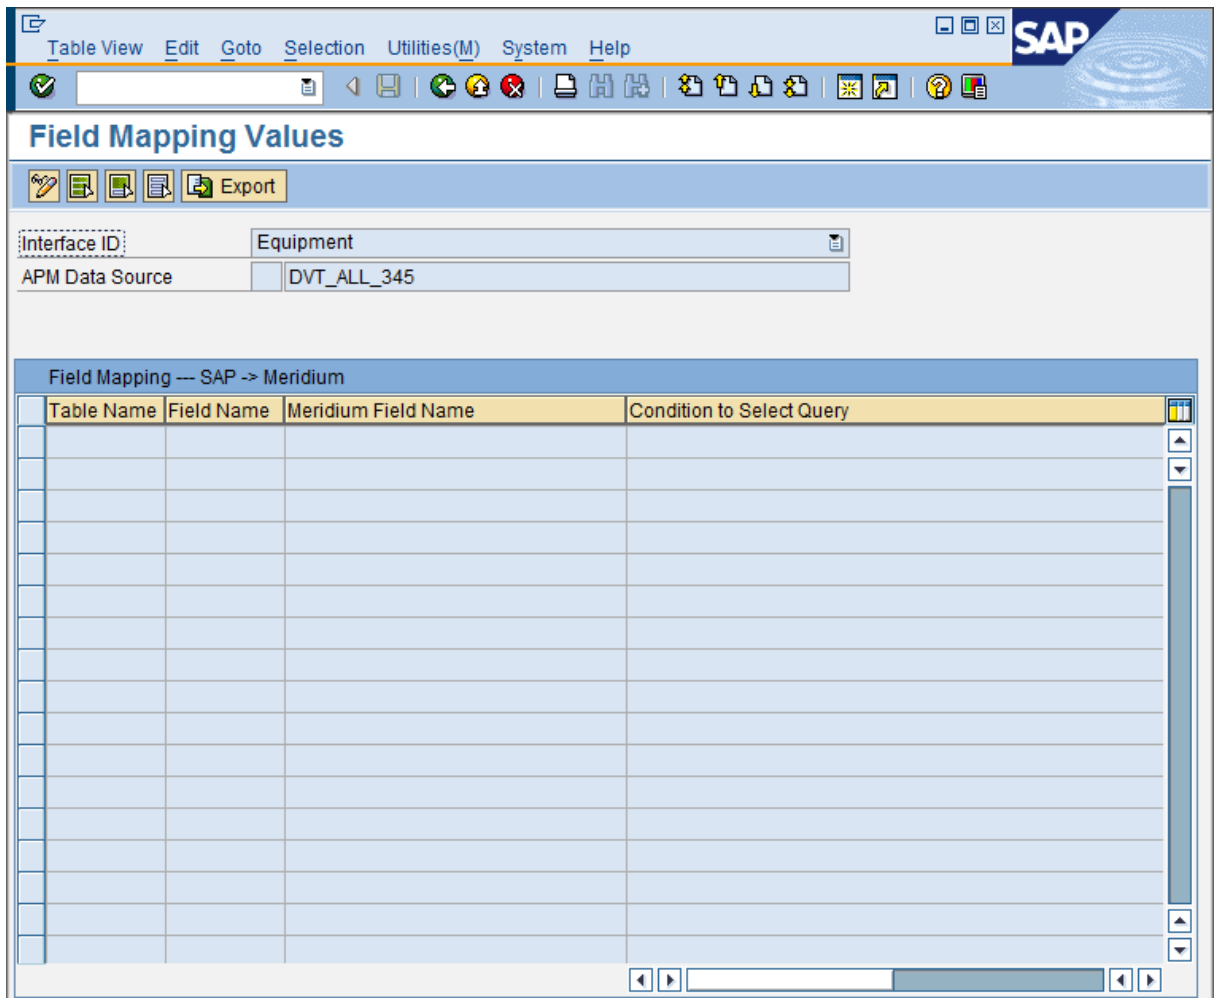 SAP
Table View Edit Goto Selection Utilities(M) System Help
Field Mapping Values
Export
Interface ID: Equipment
APM Data Source DVT_ALL_345
Field Mapping --- SAP -> Meridium
Table Name Field Name Meridium Field Name Condition to Select Query